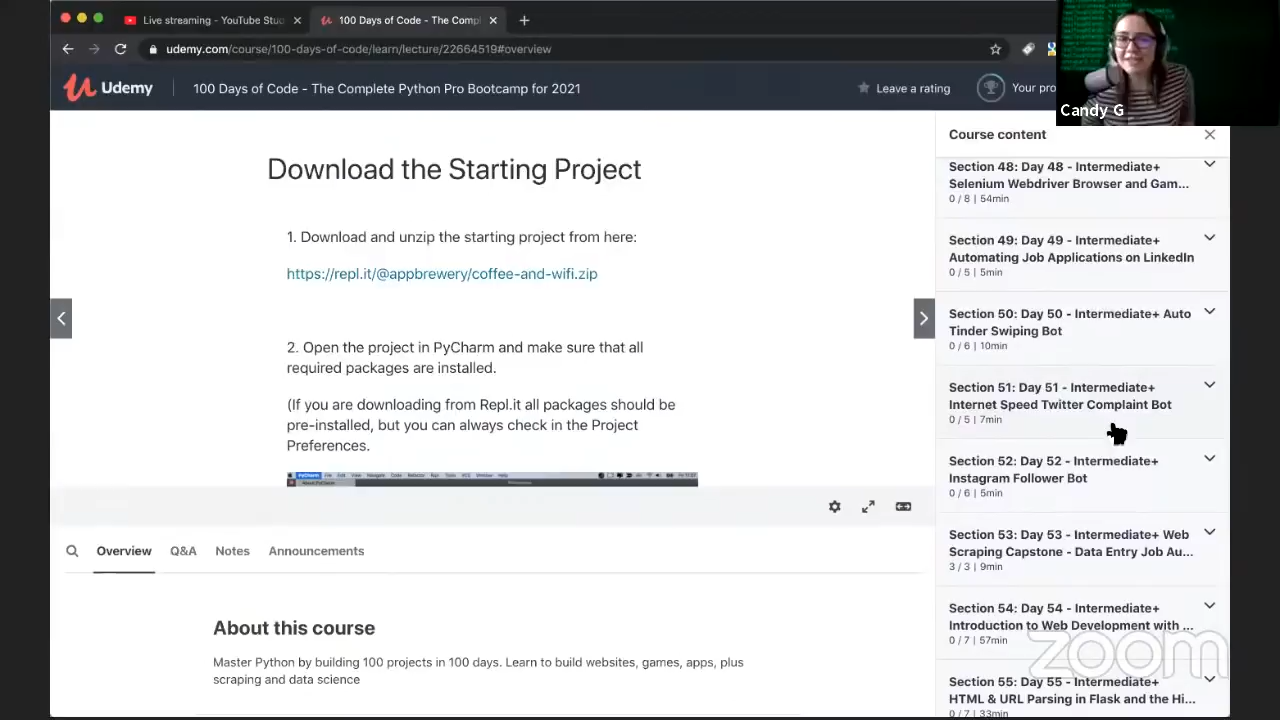 Live streaming - YouTube Stu
100 Days of Code - The Compl
udemy.com/course/100-days-of-code/learn/lecture/22664519#overview
Udemy
100 Days of Code - The Complete Python Pro Bootcamp for 2021
Leave a rating
Your pro
Candy G
Download the Starting Project
1. Download and unzip the starting project from here:
https://repl.it/@appbrewery/coffee-and-wifi.zip
2. Open the project in PyCharm and make sure that all
required packages are installed.
(If you are downloading from Repl.it all packages should be
pre-installed, but you can always check in the Project
Preferences.
Overview
Q&A
Notes
Announcements
About this course
Master Python by building 100 projects in 100 days. Learn to build websites, games, apps, plus
scraping and data science
Course content
Section 48: Day 48 - Intermediate+
Selenium Webdriver Browser and Gam...
0 / 8 | 54min
Section 49: Day 49 - Intermediate+
Automating Job Applications on LinkedIn
0 / 5 | 5min
Section 50: Day 50 - Intermediate+ Auto
Tinder Swiping Bot
0 / 6 | 10min
Section 51: Day 51 - Intermediate+
Internet Speed Twitter Complaint Bot
0 / 5 | 7min
Section 52: Day 52 - Intermediate+
Instagram Follower Bot
0 / 6 | 5min
Section 53: Day 53 - Intermediate+ Web
Scraping Capstone - Data Entry Job Au...
3 / 3 | 9min
Section 54: Day 54 - Intermediate+
Introduction to Web Development with ...
0 / 7 | 57min
Section 55: Day 55 - Intermediate+
HTML & URL Parsing in Flask and the Hi...
0 / 7 | 33min
zoom